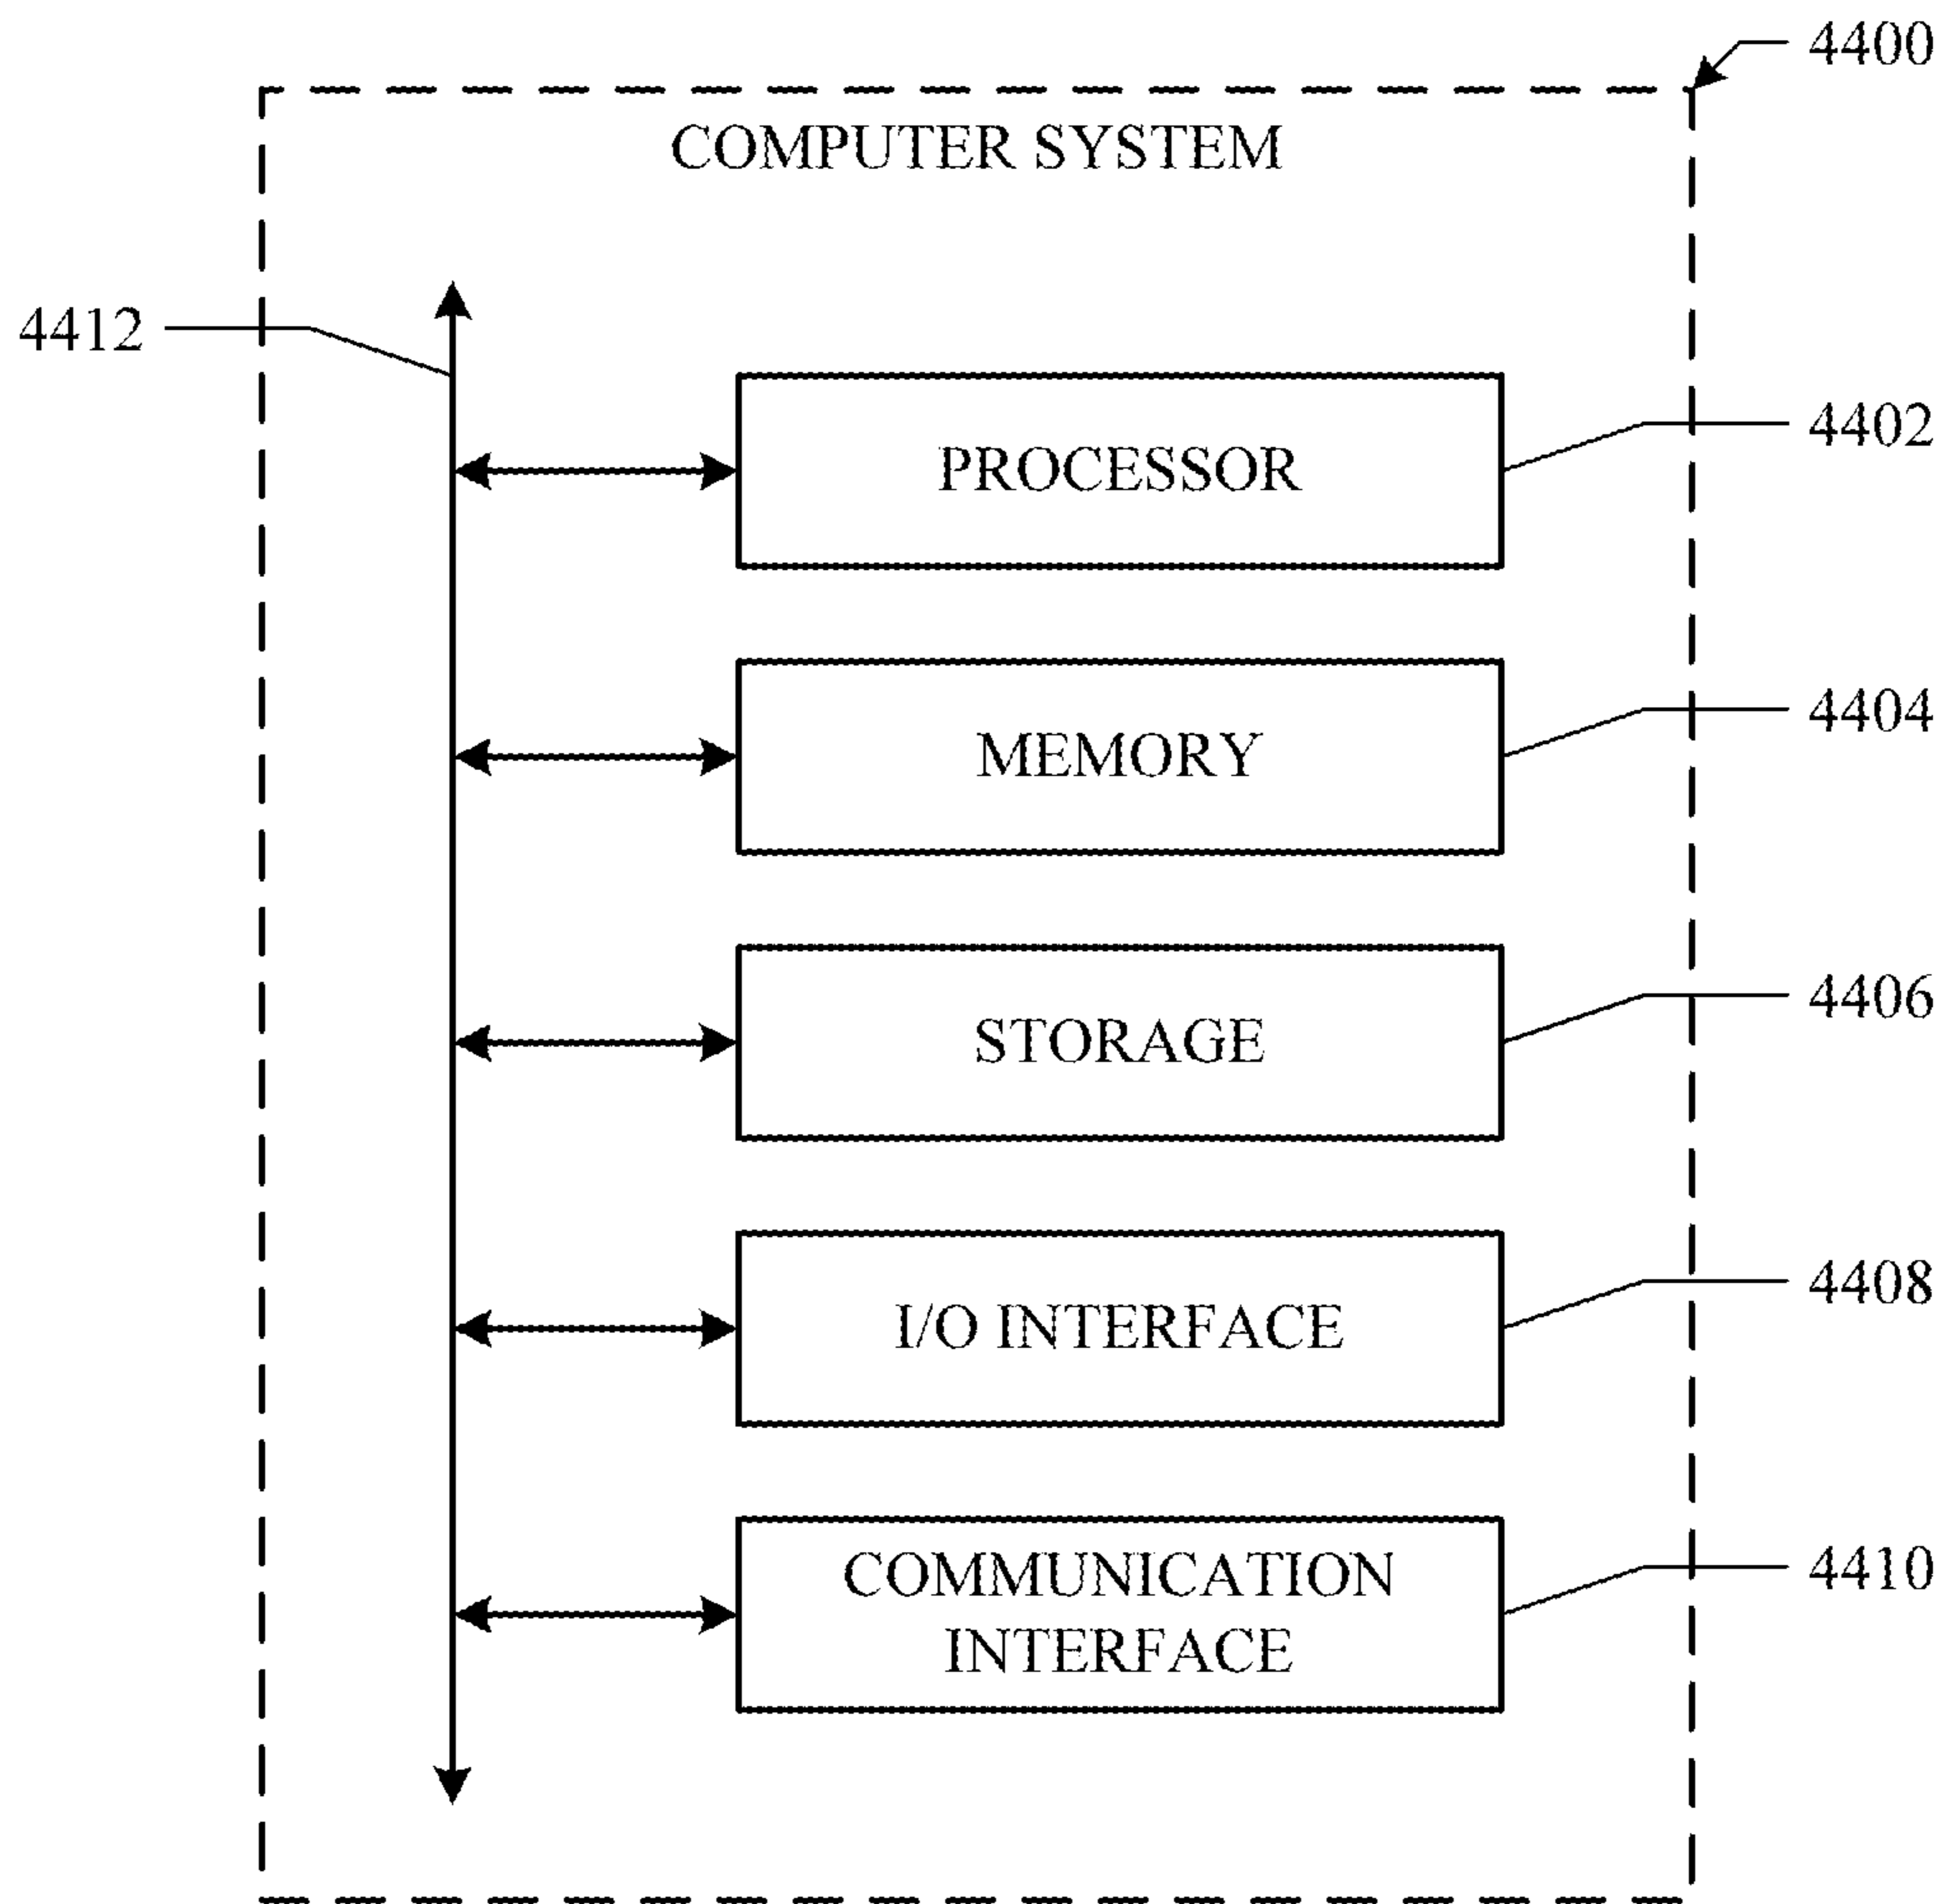 4400
COMPUTER SYSTEM
4412
PROCESSOR
4402
MEMORY
4404
STORAGE
4406
I/O INTERFACE
4408
COMMUNICATION
INTERFACE
4410